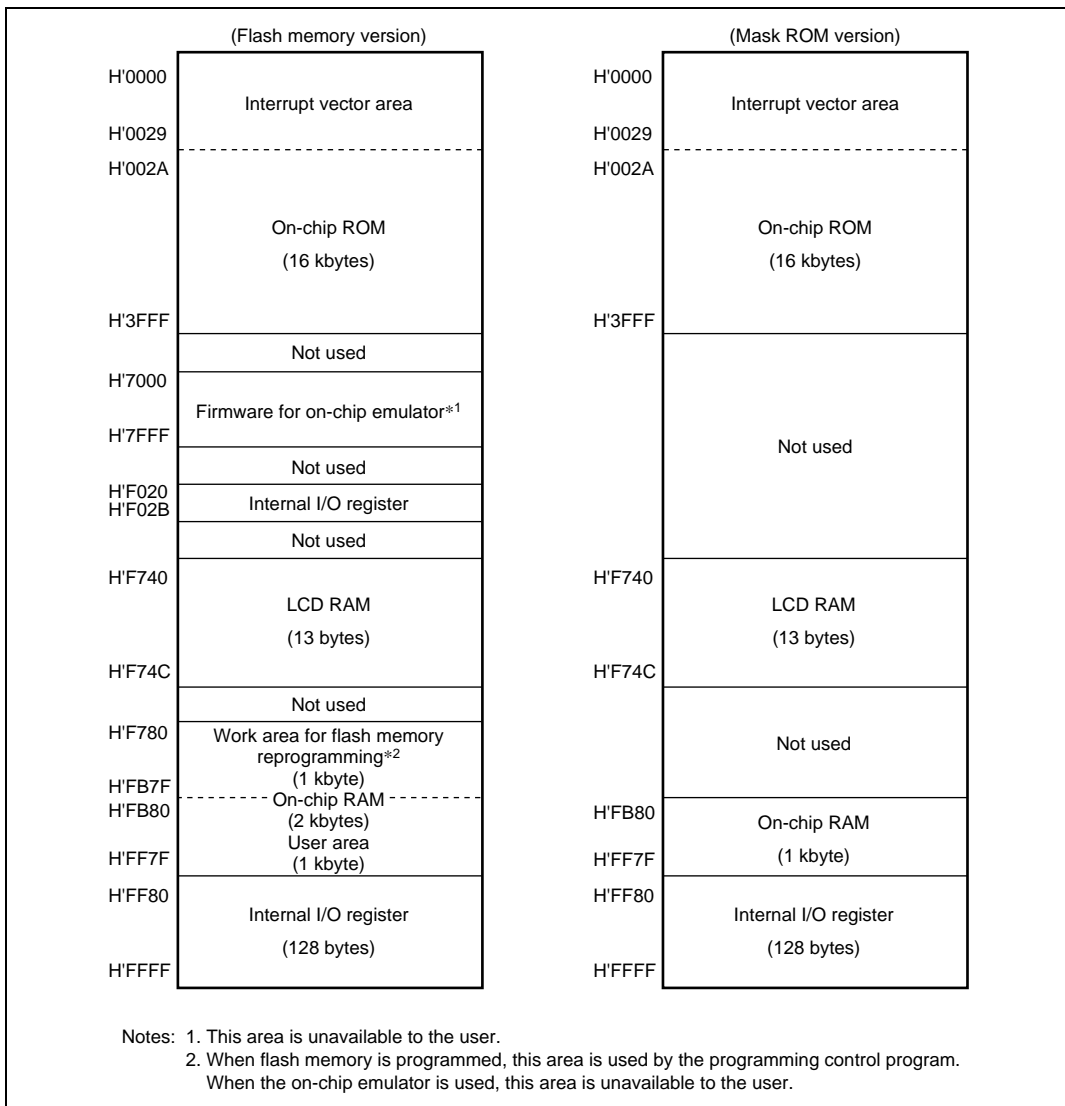 (Flash memory version)
H'0000
Interrupt vector area
H'0029
H'002A
On-chip ROM
(16 kbytes)
H'3FFF
Not used
H'7000
Firmware for on-chip emulator*1
H'7FFF
Not used
H'F020
H'F02B
Internal I/O register
Not used
H'F740
LCD RAM
(13 bytes)
H'F74C
Not used
H'F780
Work area for flash memory
reprogramming*2
(1 kbyte)
H'FB7F
On-chip RAM
H'FB80
(2 kbytes)
User area
H'FF7F
(1 kbyte)
H'FF80
Internal I/O register
(128 bytes)
H'FFFF
(Mask ROM version)
H'0000
Interrupt vector area
H'0029
H'002A
On-chip ROM
(16 kbytes)
H'3FFF
Not used
H'F740
LCD RAM
(13 bytes)
H'F74C
Not used
H'FB80
On-chip RAM
(1 kbyte)
H'FF7F
H'FF80
Internal I/O register
(128 bytes)
H'FFFF
Notes: 1. This area is unavailable to the user.
2. When flash memory is programmed, this area is used by the programming control program.
When the on-chip emulator is used, this area is unavailable to the user.